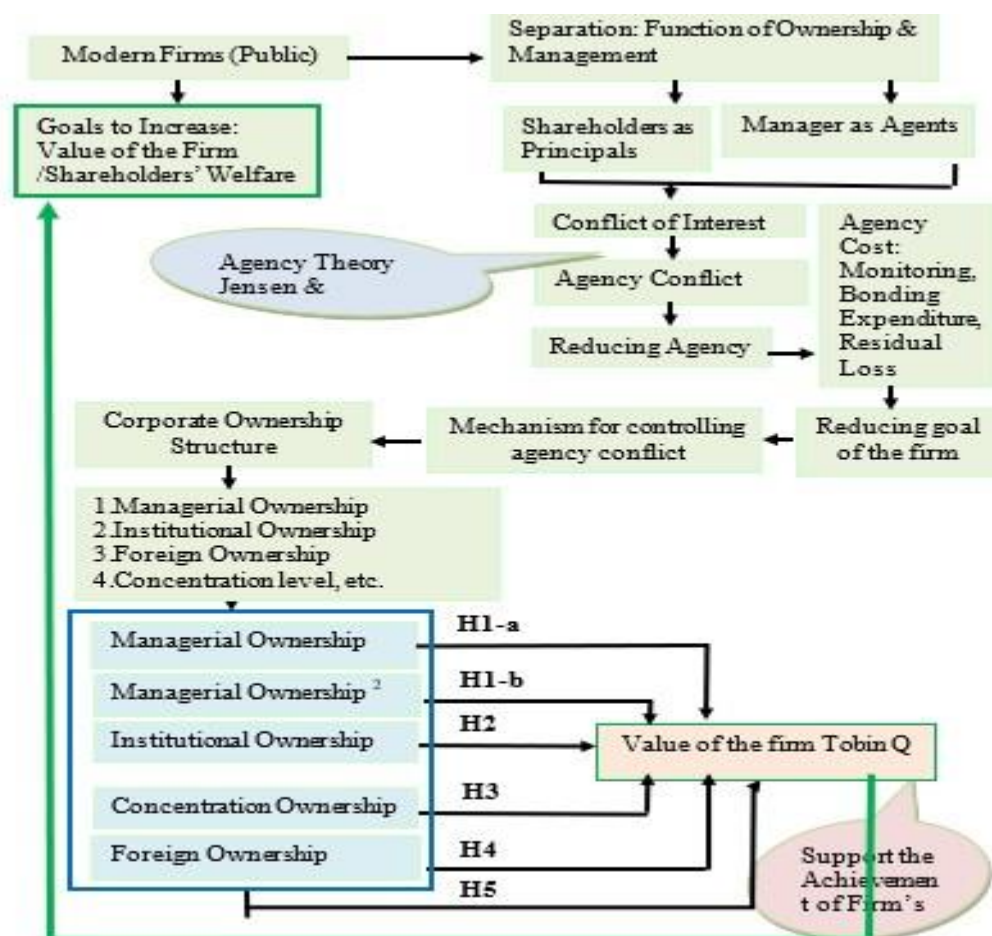 Modern Firms (Public)
Separation: Function of Ownership &
Management
Goals to Increase:
Value of the Firm
/Shareholders' Welfare
Shareholders as
Principals
Manager as Agents
Conflict of Interest
Agency Theory
Jensen &
Agency Conflict
Reducing Agency
Agency
Cost:
Monitoring,
Bonding
Expenditure,
Residual
Loss
Corporate Ownership
Structure
Mechanism for controlling
agency conflict
Reducing goal
of the firm
1.Managerial Ownership
2.Institutional Ownership
3.Foreign Ownership
4.Concentration level, etc.
Managerial Ownership
H1-a
Managerial Ownership ²
H1-b
Institutional Ownership
H2
Value of the firm Tobin Q
Concentration Ownership
H3
Foreign Ownership
H4
H5
Support the
Achievemen
t of Firm's